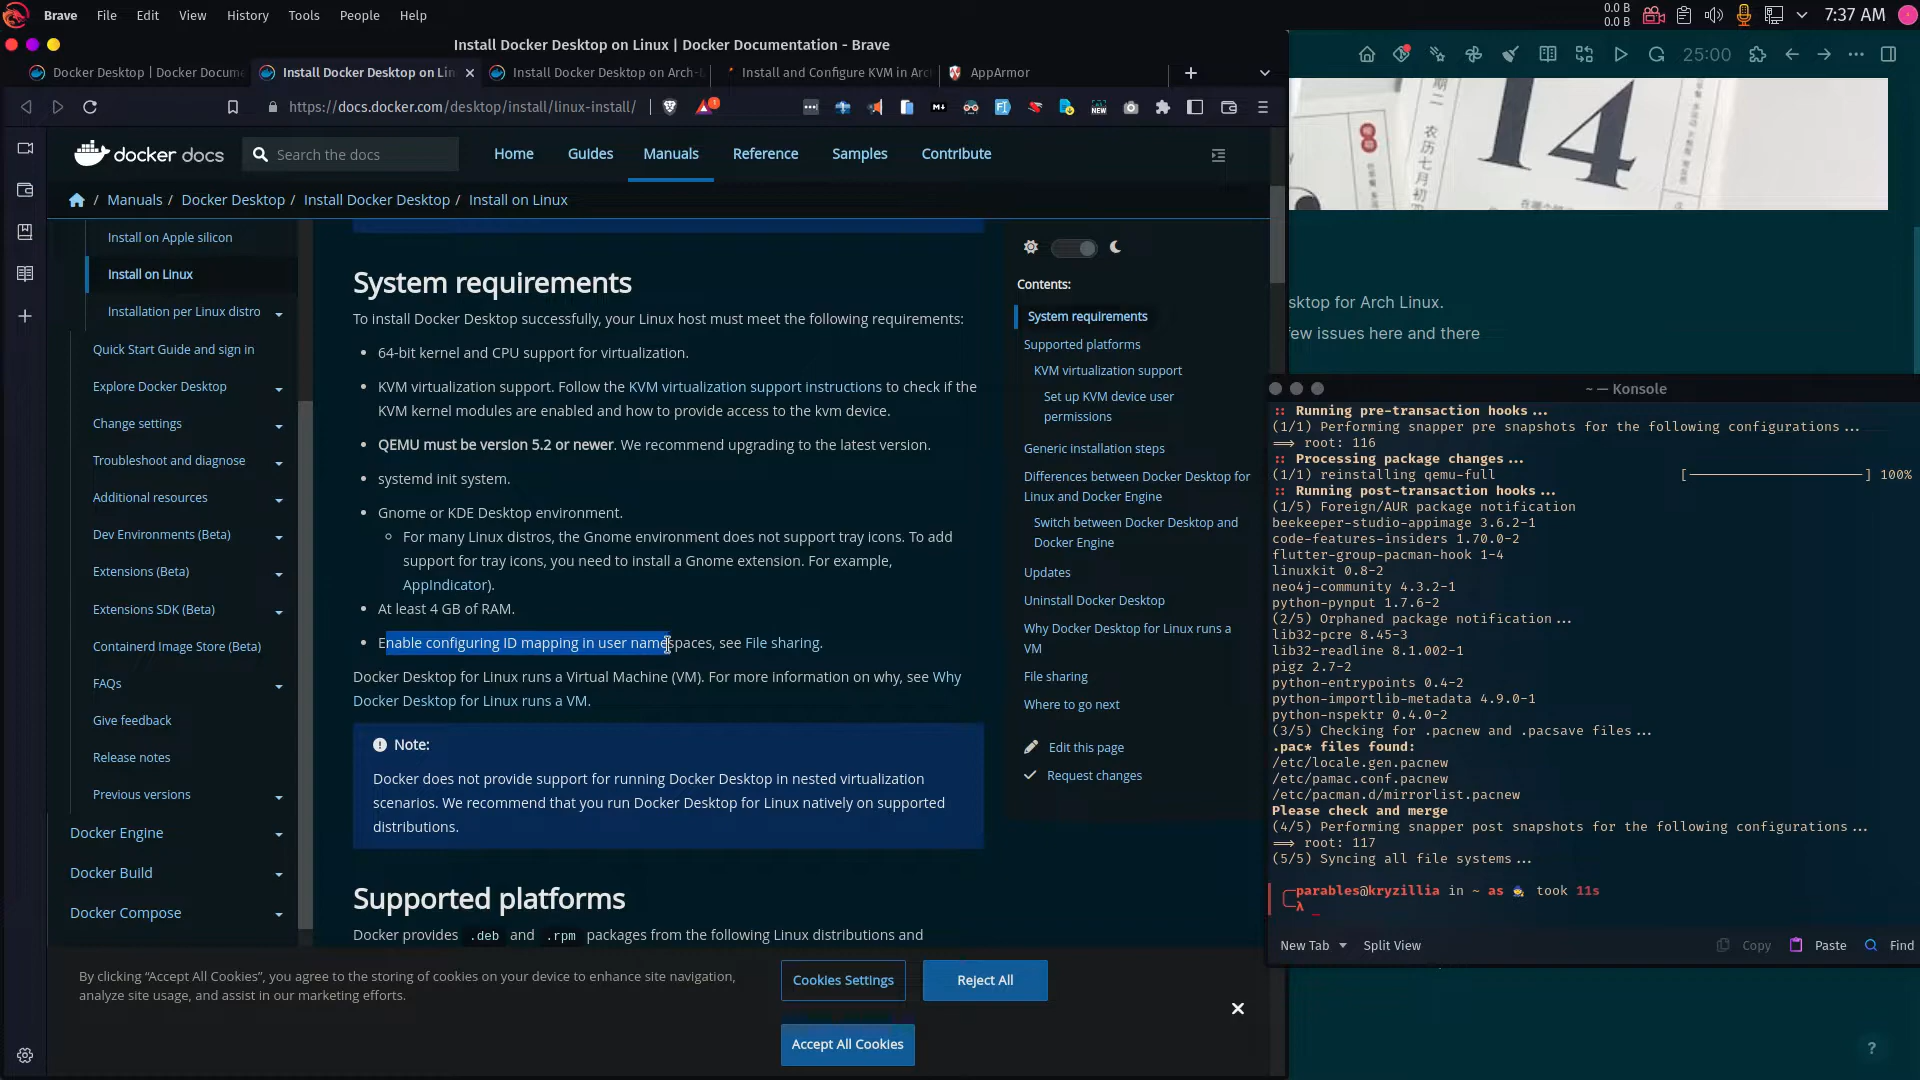 Brave File Edit View History Tools People Help
0.0 B
0.0 B
7:37 AM
Install Docker Desktop on Linux | Docker Documentation - Brave
Docker Desktop | Docker Docume
Install Docker Desktop on Lin
Install Docker Desktop on Arch-L
Install and Configure KVM in Arc
AppArmor
25:00
https://docs.docker.com/desktop/install/linux-install/
docker docs
Search the docs
Home Guides Manuals Reference Samples Contribute
/ Manuals / Docker Desktop / Install Docker Desktop / Install on Linux
Install on Apple silicon
Install on Linux
Installation per Linux distro
Quick Start Guide and sign in
Explore Docker Desktop
Change settings
Troubleshoot and diagnose
Additional resources
Dev Environments (Beta)
Extensions (Beta)
Extensions SDK (Beta)
Containerd Image Store (Beta)
FAQs
Give feedback
Release notes
Previous versions
Docker Engine
Docker Build
Docker Compose
System requirements
To install Docker Desktop successfully, your Linux host must meet the following requirements:
64-bit kernel and CPU support for virtualization.
KVM virtualization support. Follow the KVM virtualization support instructions to check if the
KVM kernel modules are enabled and how to provide access to the kvm device.
QEMU must be version 5.2 or newer. We recommend upgrading to the latest version.
systemd init system.
Gnome or KDE Desktop environment.
For many Linux distros, the Gnome environment does not support tray icons. To add
support for tray icons, you need to install a Gnome extension. For example,
AppIndicator).
At least 4 GB of RAM.
Enable configuring ID mapping in user namespaces, see File sharing.
Docker Desktop for Linux runs a Virtual Machine (VM). For more information on why, see Why
Docker Desktop for Linux runs a VM.
Note:
Docker does not provide support for running Docker Desktop in nested virtualization
scenarios. We recommend that you run Docker Desktop for Linux natively on supported
distributions.
Supported platforms
Docker provides .deb and .rpm packages from the following Linux distributions and
Contents:
System requirements
Supported platforms
KVM virtualization support
Set up KVM device user
permissions
Generic installation steps
Differences between Docker Desktop for
Linux and Docker Engine
Switch between Docker Desktop and
Docker Engine
Updates
Uninstall Docker Desktop
Why Docker Desktop for Linux runs a
VM
File sharing
Where to go next
Edit this page
Request changes
By clicking “Accept All Cookies”, you agree to the storing of cookies on your device to enhance site navigation,
analyze site usage, and assist in our marketing efforts.
Cookies Settings
Reject All
Accept All Cookies
14
农历七月初
sktop for Arch Linux.
few issues here and there
~ — Konsole
:: Running pre-transaction hooks...
(1/1) Performing snapper pre snapshots for the following configurations...
==> root: 116
:: Processing package changes...
(1/1) reinstalling qemu-full [----------------------] 100%
:: Running post-transaction hooks...
(1/5) Foreign/AUR package notification
beekeeper-studio-appimage 3.6.2-1
code-features-insiders 1.70.0-2
flutter-group-pacman-hook 1-4
linuxkit 0.8-2
neo4j-community 4.3.2-1
python-pynput 1.7.6-2
(2/5) Orphaned package notification...
lib32-pcre 8.45-3
lib32-readline 8.1.002-1
pigz 2.7-2
python-entrypoints 0.4-2
python-importlib-metadata 4.9.0-1
python-nspektr 0.4.0-2
(3/5) Checking for .pacnew and .pacsave files...
.pac* files found:
/etc/locale.gen.pacnew
/etc/pamac.conf.pacnew
/etc/pacman.d/mirrorlist.pacnew
Please check and merge
(4/5) Performing snapper post snapshots for the following configurations...
==> root: 117
(5/5) Syncing all file systems...
parables@kryzillia in ~ as took 11s
λ _
New Tab Split View Copy Paste Find
?